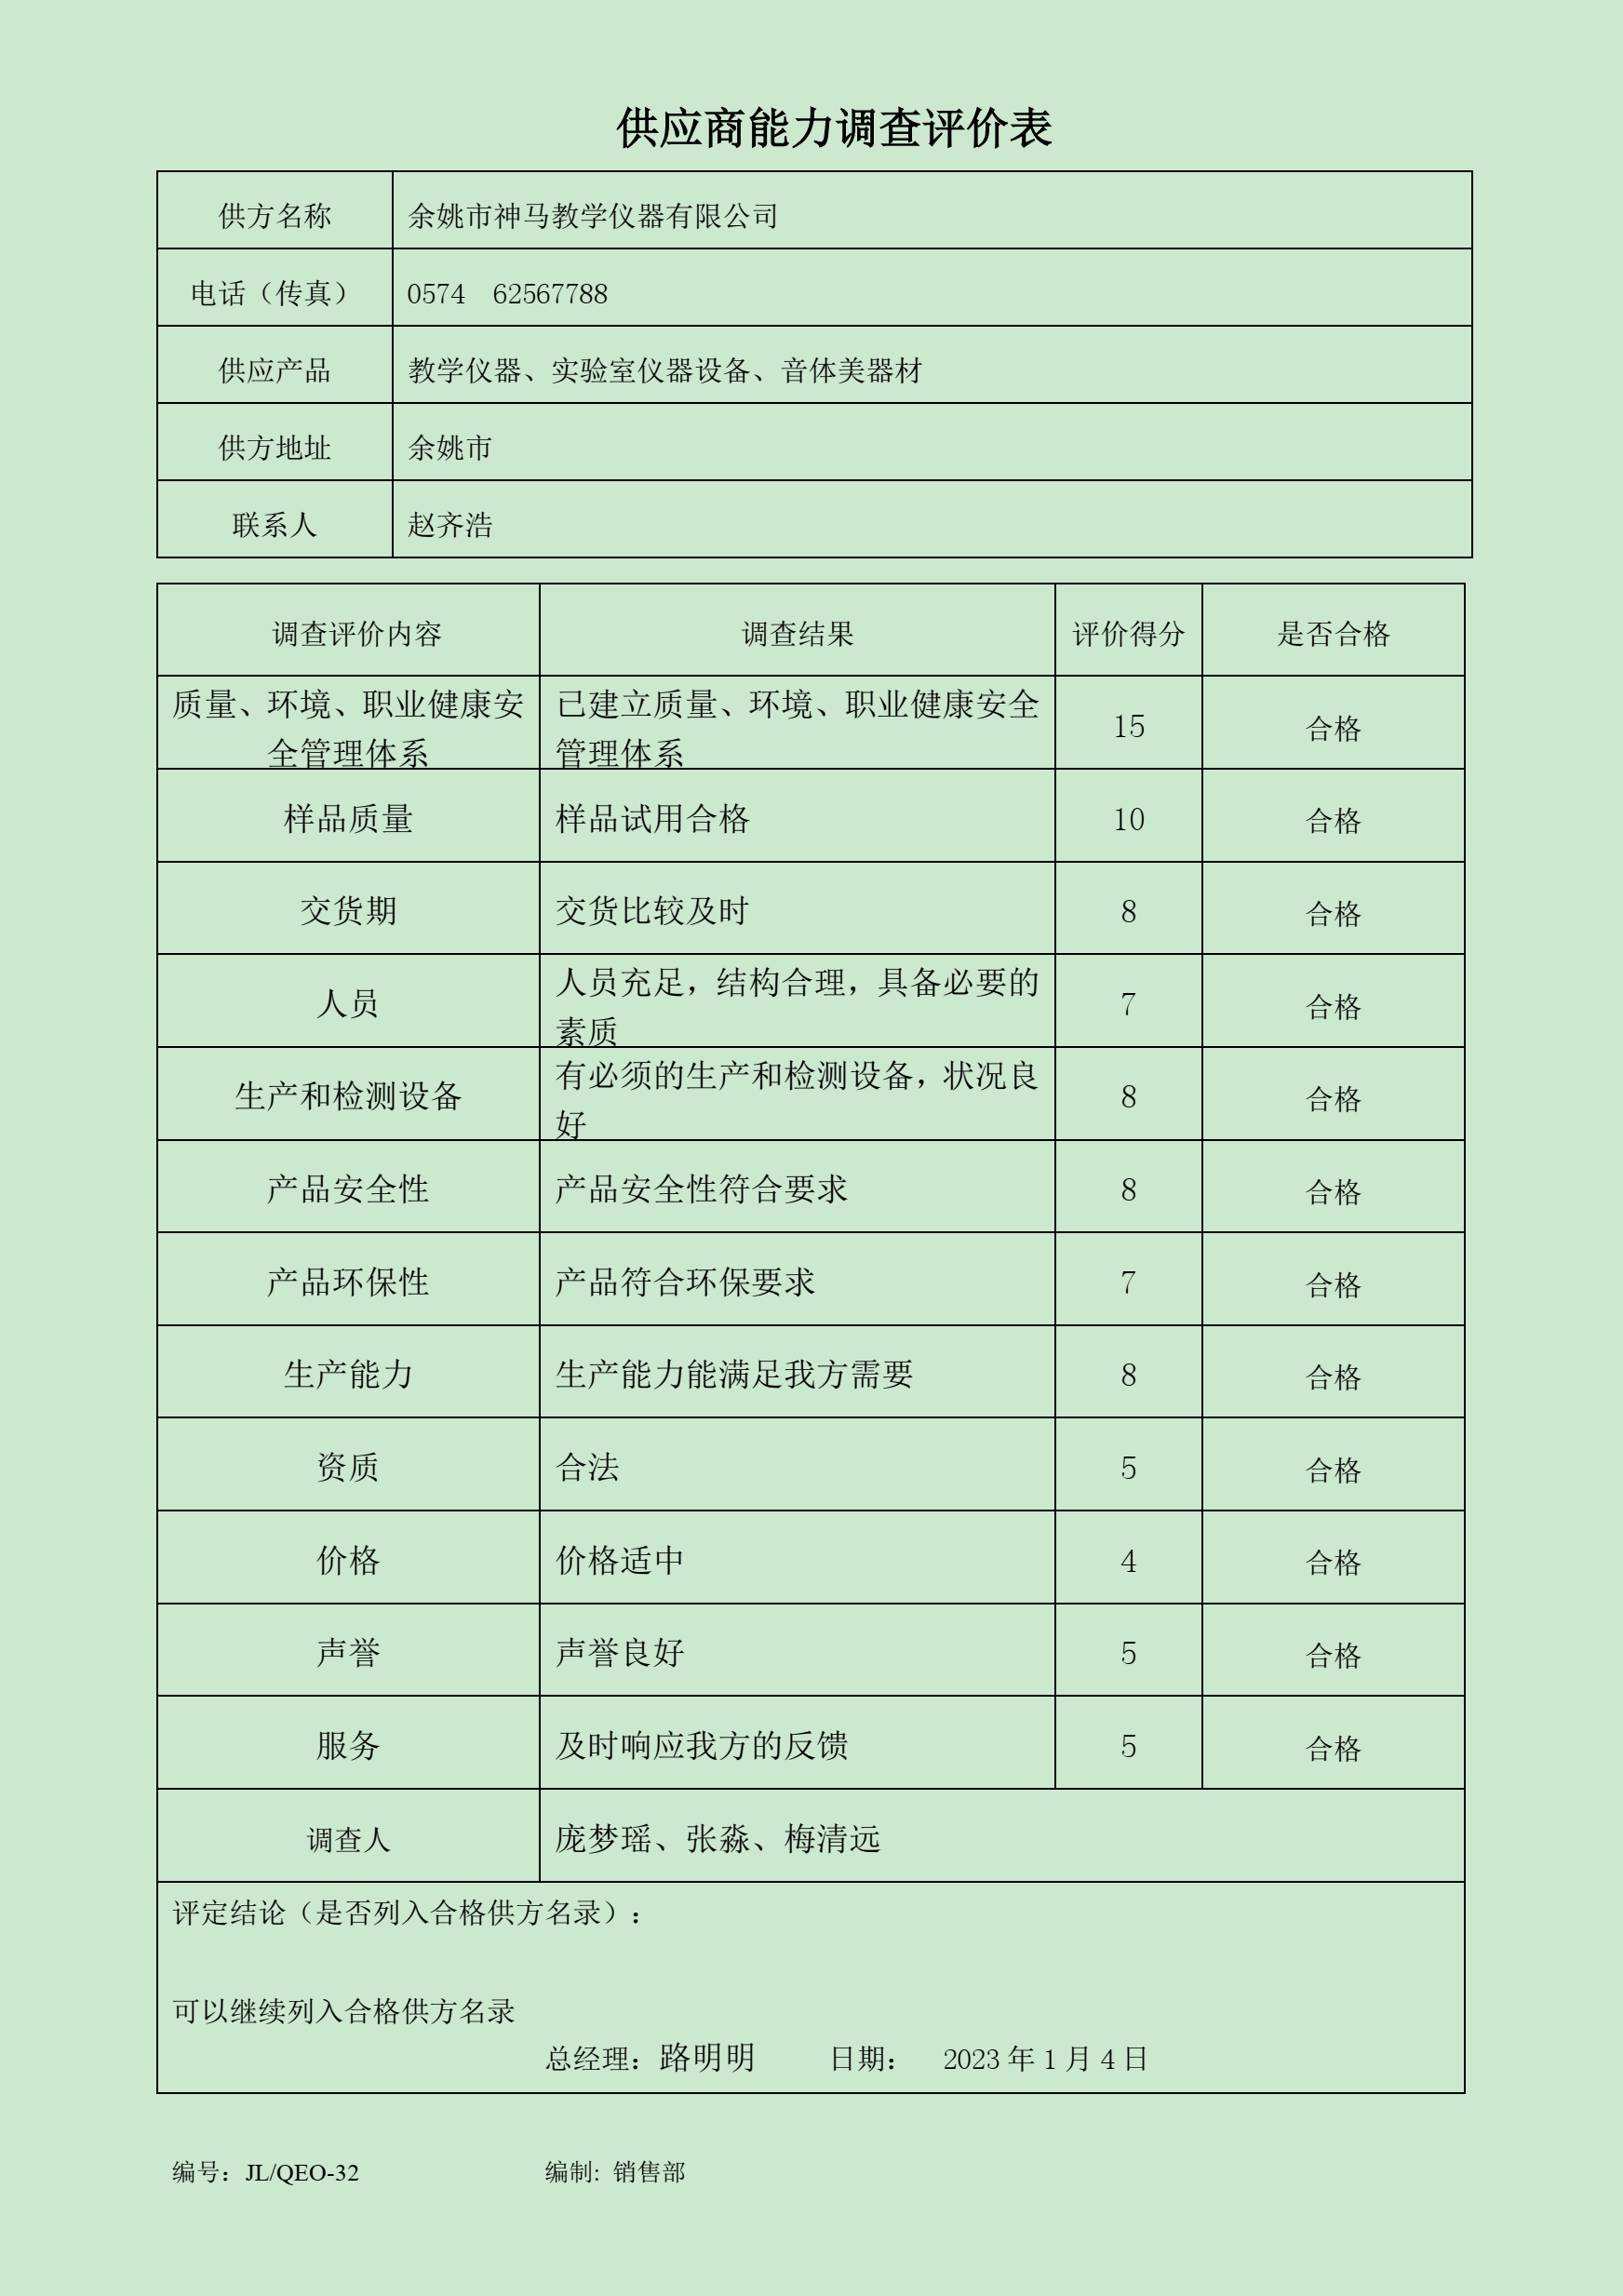 供应商能力调查评价表
供方名称 余姚市神马教学仪器有限公司
电话（传真） 0574 62567788
供应产品 教学仪器、实验室仪器设备、音体美器材
供方地址 余姚市
联系人 赵齐浩
调查评价内容 调查结果 评价得分 是否合格
质量、环境、职业健康安 已建立质量、环境、职业健康安全 15 合格
全管理体系 管理体系
样品质量 样品试用合格 10 合格
交货期 交货比较及时 8 合格
人员 人员充足，结构合理，具备必要的 7 合格
素质
生产和检测设备 有必须的生产和检测设备，状况良 8 合格
好
产品安全性 产品安全性符合要求 8 合格
产品环保性 产品符合环保要求 7 合格
生产能力 生产能力能满足我方需要 8 合格
资质 合法 5 合格
价格 价格适中 4 合格
声誉 声誉良好 5 合格
服务 及时响应我方的反馈 5 合格
调查人 庞梦瑶、张淼、梅清远
评定结论（是否列入合格供方名录）：
可以继续列入合格供方名录
总经理：路明明 日期： 2023 年 1 月 4 日
编号：JL/QEO-32 编制: 销售部